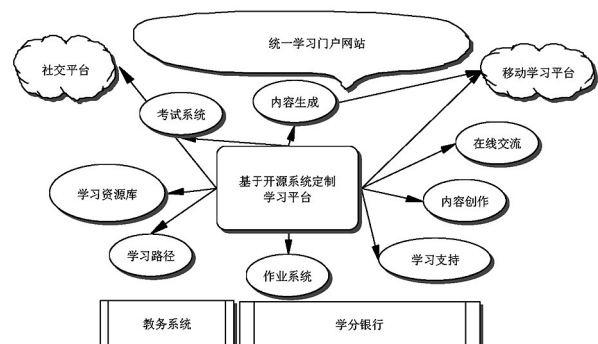 统一学习门户网站
社交平台
移动学习平台
内容生成
考试系统
在线交流
基于开源系统定制
学习平台
学习资源库
内容创作
学习路径
学习支持
作业系统
教务系统
学分银行